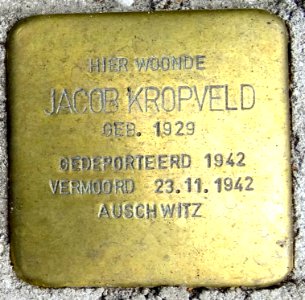 HIER WOONDE
JACOB KROPVELD
GEB. 1929
GEDEPORTEERD 1942
VERMOORD 23.11.1942
AUSCHWITZ